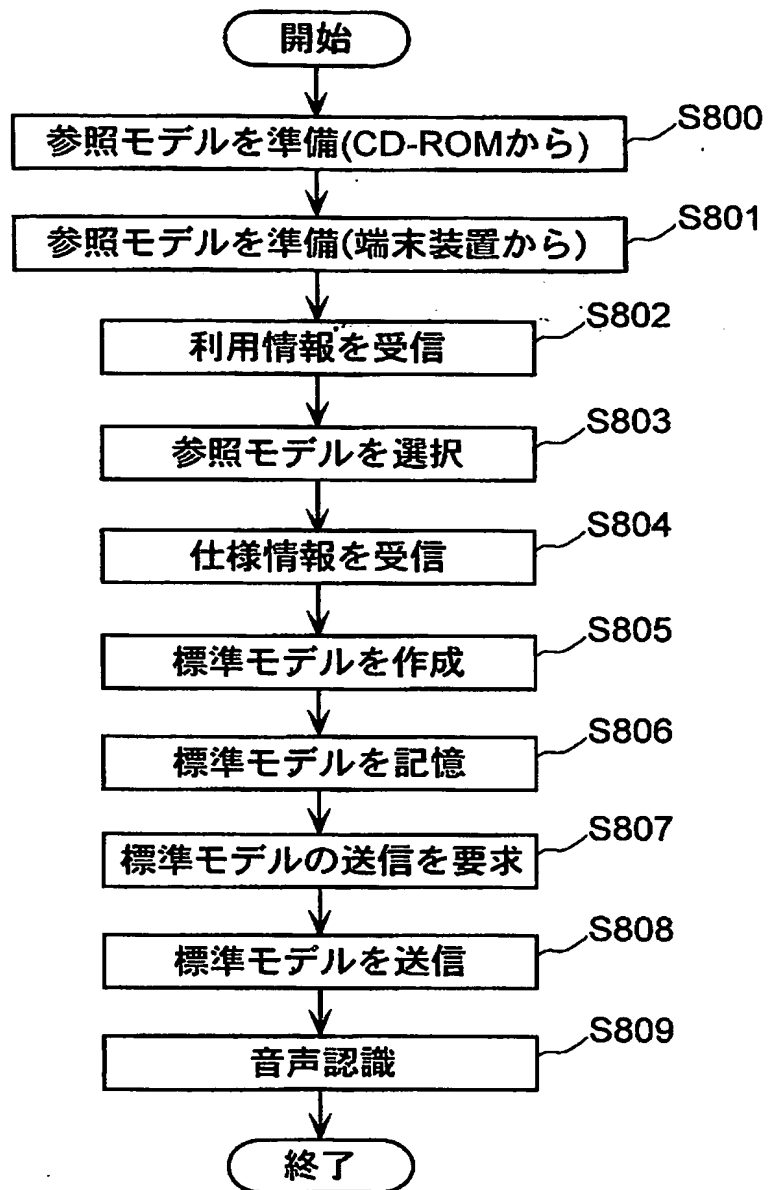 開始
参照モデルを準備(CD-ROMから)
S800
参照モデルを準備(端末装置から)
S801
利用情報を受信
S802
参照モデルを選択
S803
仕様情報を受信
S804
標準モデルを作成
S805
標準モデルを記憶
S806
標準モデルの送信を要求
S807
標準モデルを送信
S808
音声認識
S809
終了